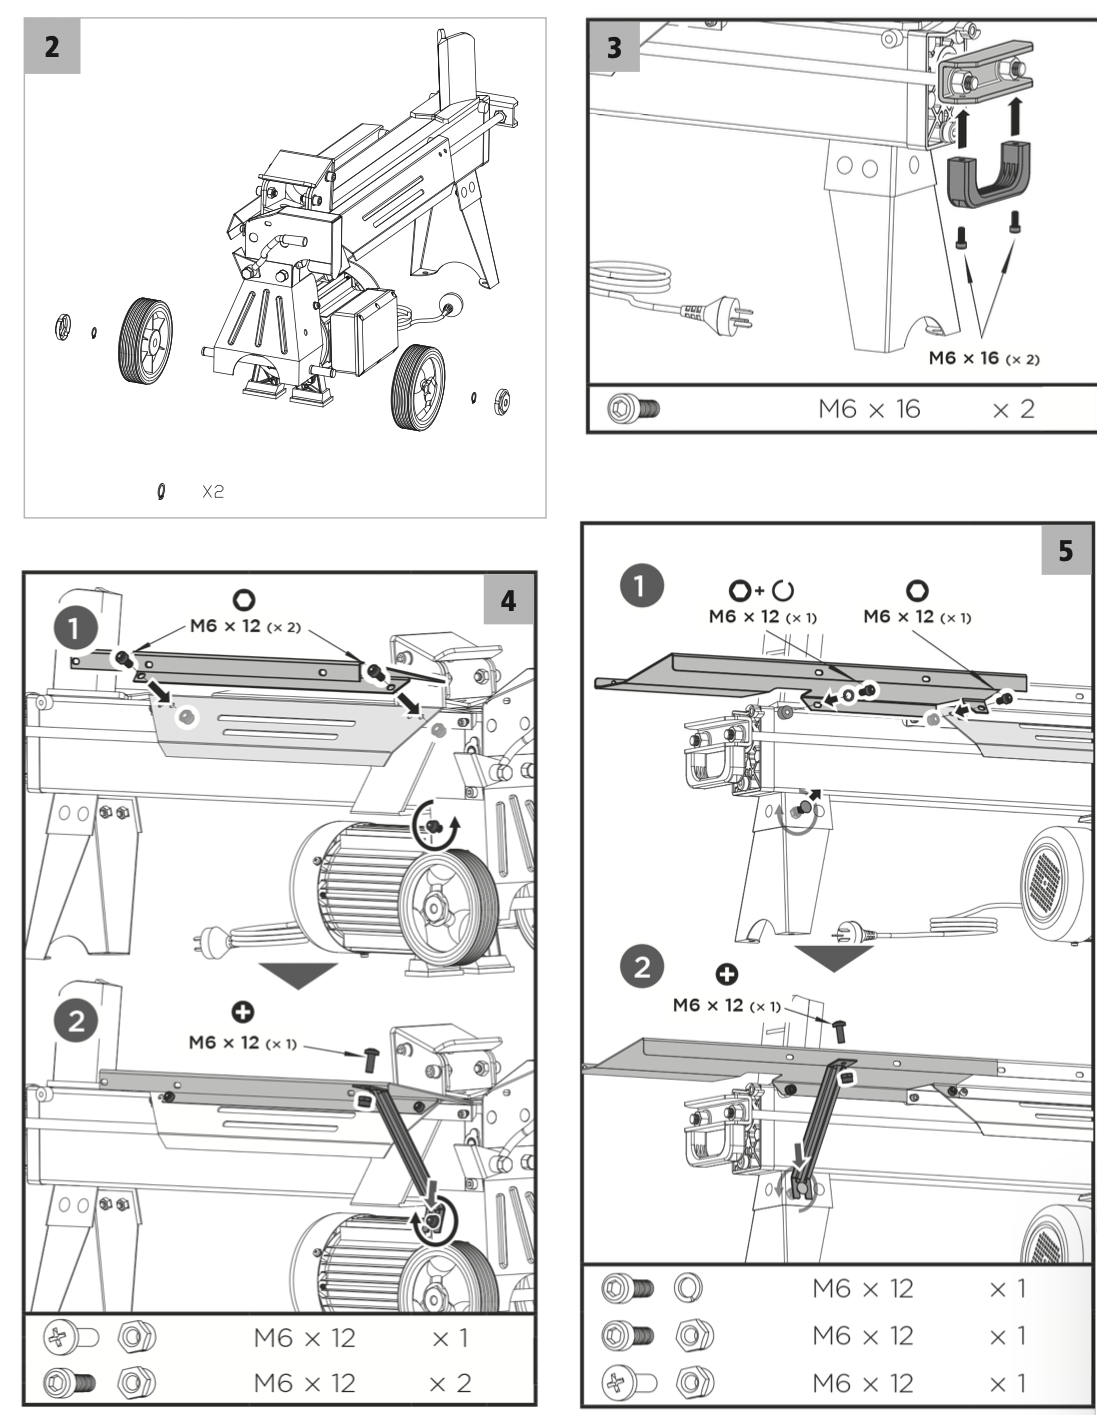 2
X2
3
M6 × 16 (× 2)
M6 × 16 × 2
4
1
M6 × 12 (× 2)
2
M6 × 12 (× 1)
M6 × 12 × 1
M6 × 12 × 2
5
1
+
M6 × 12 (× 1) M6 × 12 (× 1)
2
M6 × 12 (× 1)
M6 × 12 × 1
M6 × 12 × 1
M6 × 12 × 1